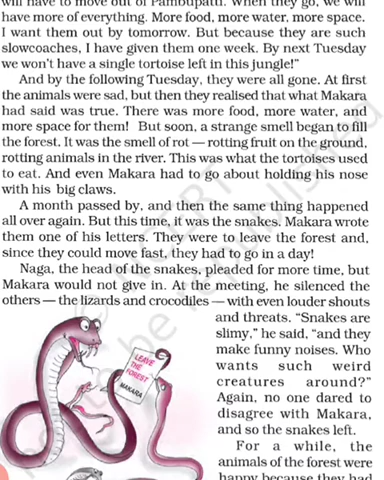 will have to move out of Pambupatti. When they go, we will
have more of everything. More food, more water, more space.
I want them out by tomorrow. But because they are such
slowcoaches, I have given them one week. By next Tuesday
we won't have a single tortoise left in this jungle!"
And by the following Tuesday, they were all gone. At first
the animals were sad, but then they realised that what Makara
had said was true. There was more food, more water, and
more space for them! But soon, a strange smell began to fill
the forest. It was the smell of rot — rotting fruit on the ground,
rotting animals in the river. This was what the tortoises used
to eat. And even Makara had to go about holding his nose
with his big claws.
A month passed by, and then the same thing happened
all over again. But this time, it was the snakes. Makara wrote
them one of his letters. They were to leave the forest and,
since they could move fast, they had to go in a day!
Naga, the head of the snakes, pleaded for more time, but
Makara would not give in. At the meeting, he silenced the
others — the lizards and crocodiles — with even louder shouts
and threats. "Snakes are
slimy," he said, "and they
make funny noises. Who
wants such weird
creatures around?"
Again, no one dared to
disagree with Makara,
and so the snakes left.
For a while, the
animals of the forest were
happy because they had
LEAVE
THE
FOREST
MAKARA